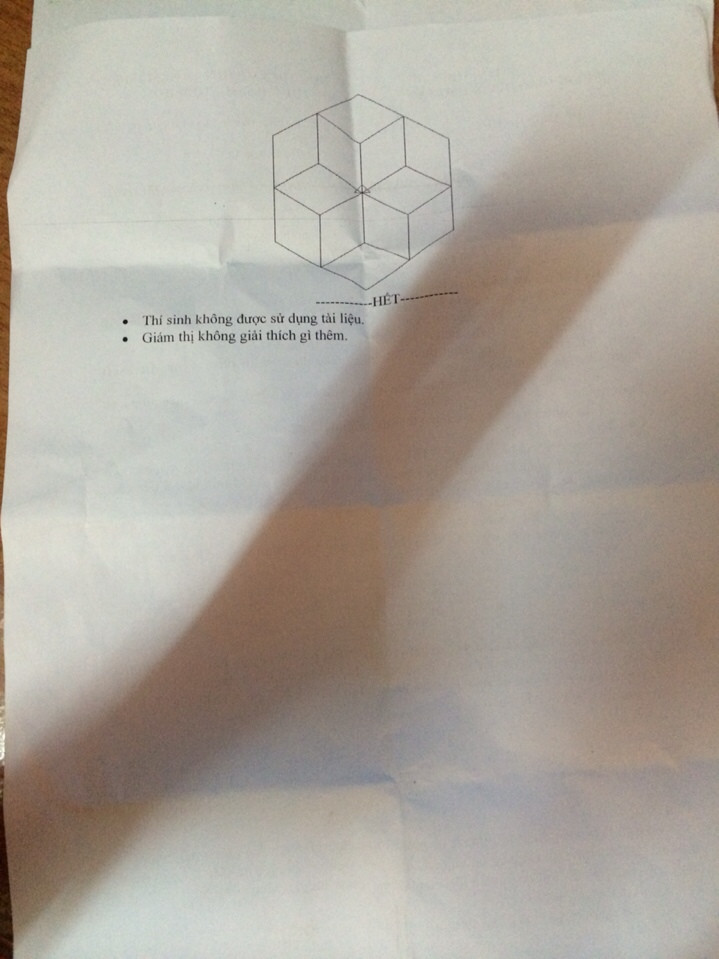 ----------HẾT----------
• Thí sinh không được sử dụng tài liệu.
• Giám thị không giải thích gì thêm.